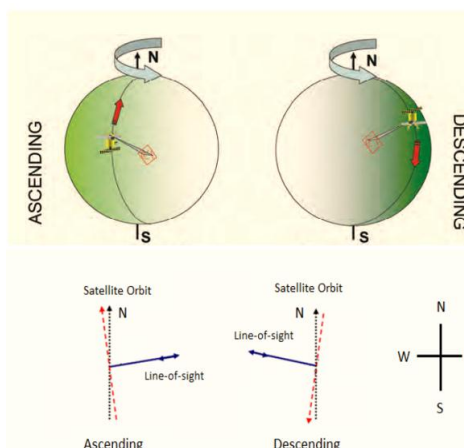 N
N
ASCENDING
DESCENDING
S
S
Satellite Orbit
N
Line-of-sight
Ascending
Satellite Orbit
N
Line-of-sight
Descending
N
W
E
S